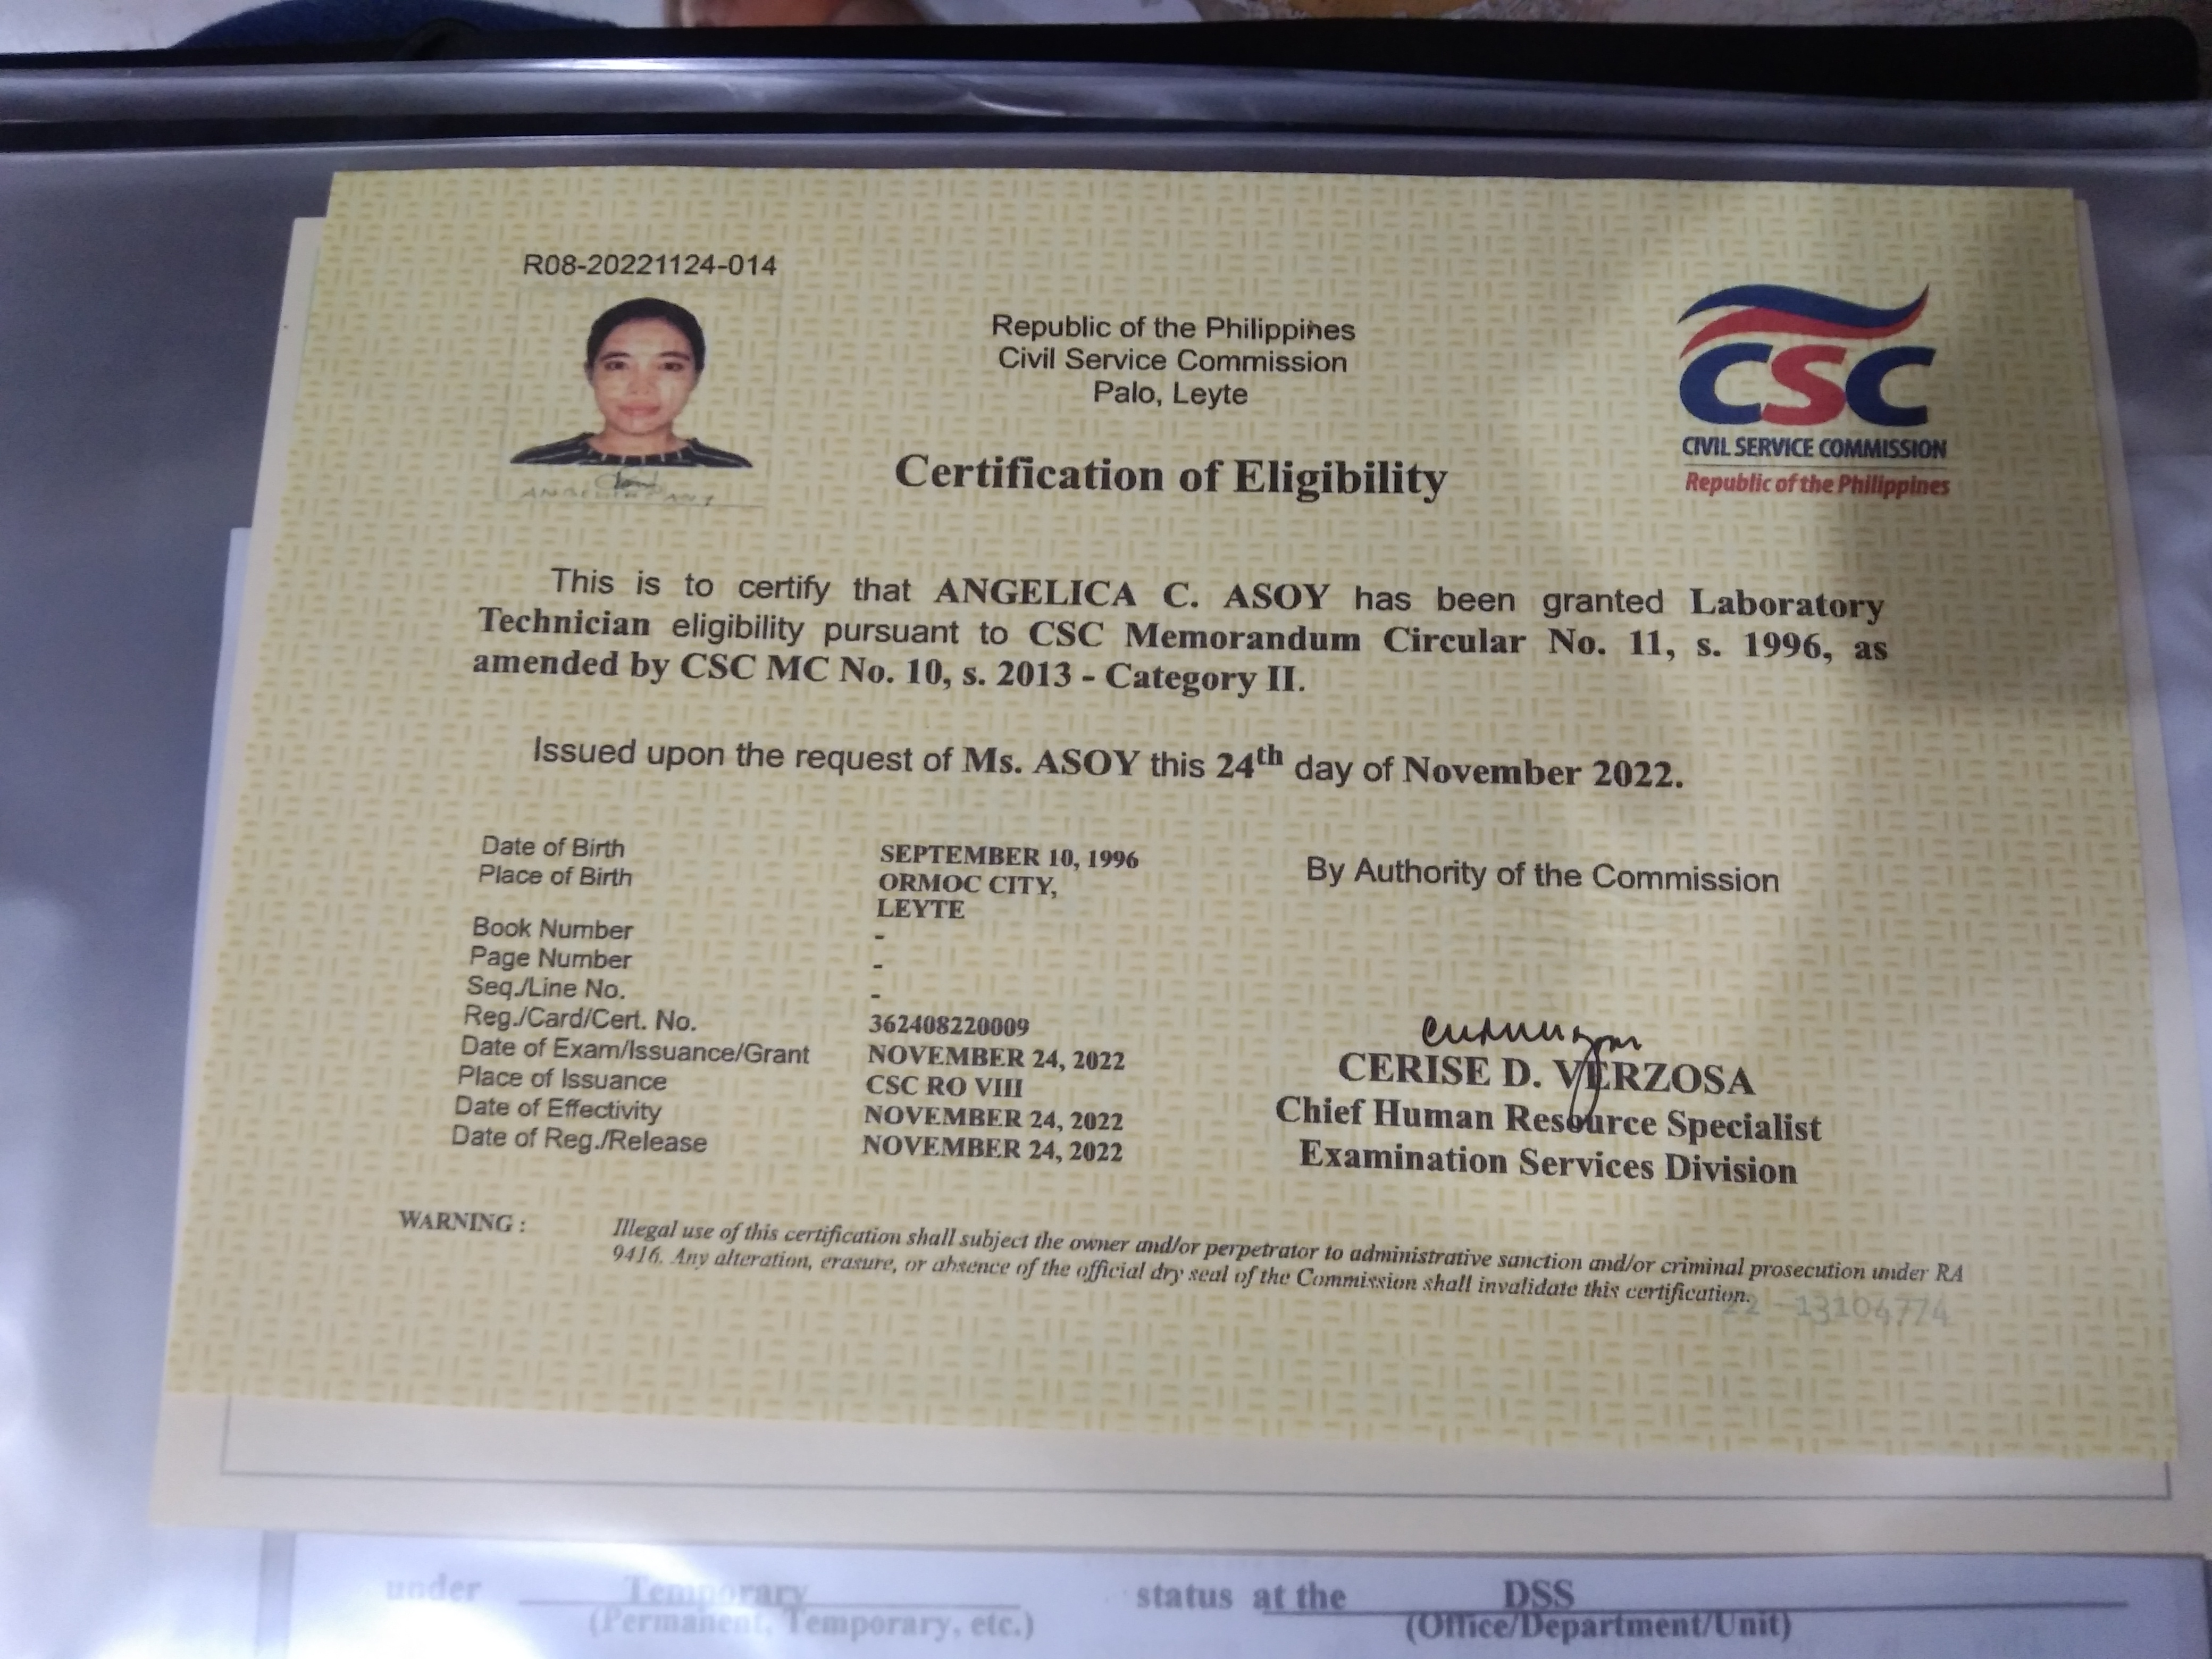 R08-20221124-014
Republic of the Philippines
Civil Service Commission
Palo, Leyte
CSC
CIVIL SERVICE COMMISSION
Republic of the Philippines
Certification of Eligibility
This is to certify that ANGELICA C. ASOY has been granted Laboratory
Technician eligibility pursuant to CSC Memorandum Circular No. 11, s. 1996, as
amended by CSC MC No. 10, s. 2013 - Category II.
Issued upon the request of Ms. ASOY this 24th day of November 2022.
Date of Birth SEPTEMBER 10, 1996
Place of Birth ORMOC CITY,
LEYTE
Book Number -
Page Number -
Seq./Line No. -
Reg./Card/Cert. No. 362408220009
Date of Exam/Issuance/Grant NOVEMBER 24, 2022
Place of Issuance CSC RO VIII
Date of Effectivity NOVEMBER 24, 2022
Date of Reg./Release NOVEMBER 24, 2022
By Authority of the Commission
CERISE D. VERZOSA
Chief Human Resource Specialist
Examination Services Division
WARNING : Illegal use of this certification shall subject the owner and/or perpetrator to administrative sanction and/or criminal prosecution under RA
9416. Any alteration, erasure, or absence of the official dry seal of the Commission shall invalidate this certification.
22-13104774
under Temporary status at the DSS
(Permanent, Temporary, etc.) (Office/Department/Unit)